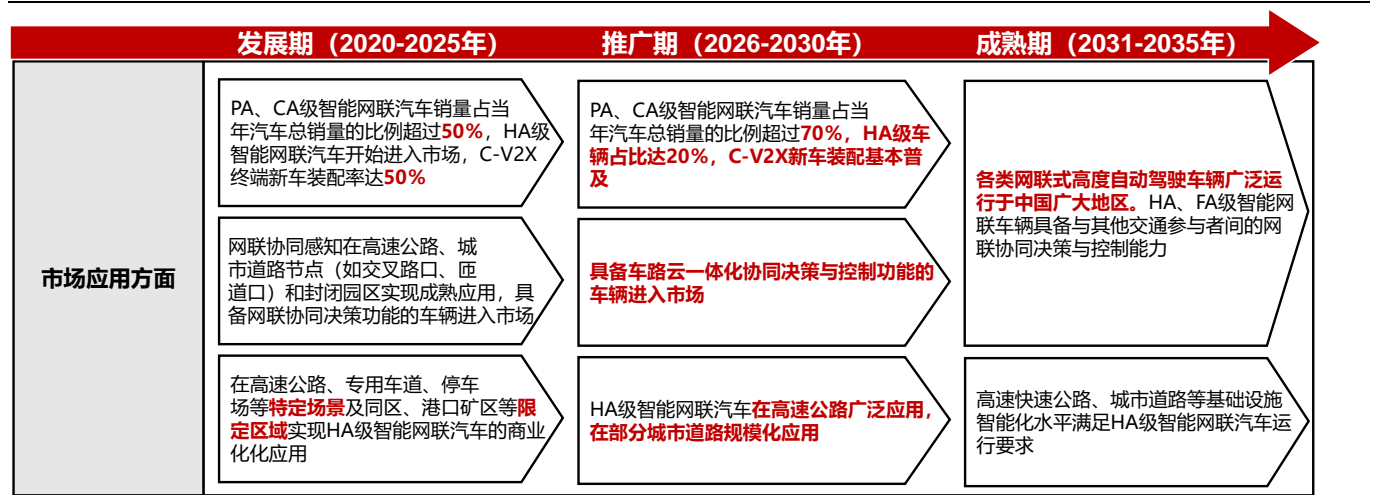 发展期（2020-2025年）
推广期（2026-2030年）
成熟期（2031-2035年）
市场应用方面
PA、CA级智能网联汽车销量占当
年汽车总销量的比例超过50%，HA级
智能网联汽车开始进入市场，C-V2X
终端新车装配率达50%
PA、CA级智能网联汽车销量占当
年汽车总销量的比例超过70%，HA级车
辆占比达20%，C-V2X新车装配基本普
及
各类网联式高度自动驾驶车辆广泛运
行于中国广大地区。HA、FA级智能网
联车辆具备与其他交通参与者间的网
联协同决策与控制能力
网联协同感知在高速公路、城
市道路节点（如交叉路口、匝
道口）和封闭园区实现成熟应用，具
备网联协同决策功能的车辆进入市场
具备车路云一体化协同决策与控制功能的
车辆进入市场
在高速公路、专用车道、停车
场等特定场景及同区、港口矿区等限
定区域实现HA级智能网联汽车的商业
化化应用
HA级智能网联汽车在高速公路广泛应用，
在部分城市道路规模化应用
高速快速公路、城市道路等基础设施
智能化水平满足HA级智能网联汽车运
行要求